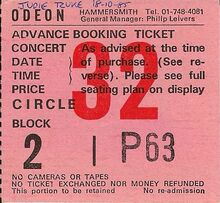 JUDIE TZUKE 18-10-85
ODEON HAMMERSMITH Tel. 01-748-4081
General Manager: Philip Leivers
ADVANCE BOOKING TICKET
CONCERT As advised at the time
DATE of purchase. (See re-
TIME verse). Please see full
PRICE seating plan on display
CIRCLE
32
BLOCK
2 P63
NO CAMERAS OR TAPES
NO TICKET EXCHANGED NOR MONEY REFUNDED
This portion to be retained No re-admission